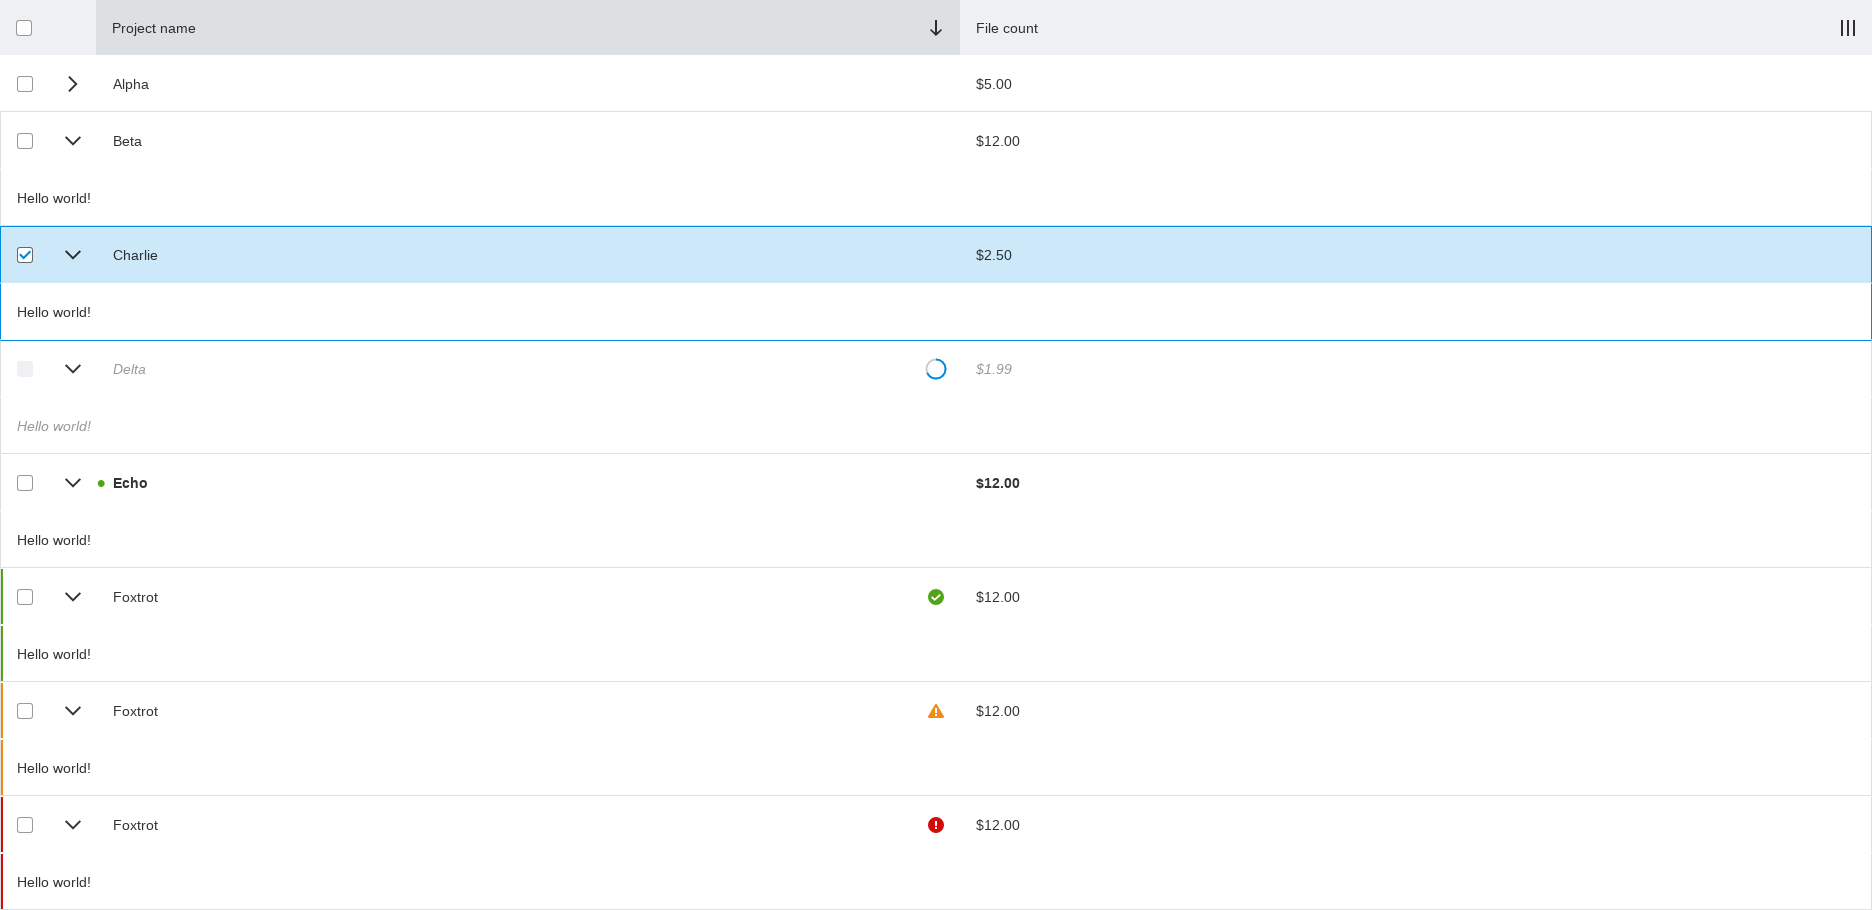 Project name File count
Alpha $5.00
Beta $12.00
Hello world!
Charlie $2.50
Hello world!
Delta $1.99
Hello world!
Echo $12.00
Hello world!
Foxtrot $12.00
Hello world!
Foxtrot $12.00
Hello world!
Foxtrot $12.00
Hello world!